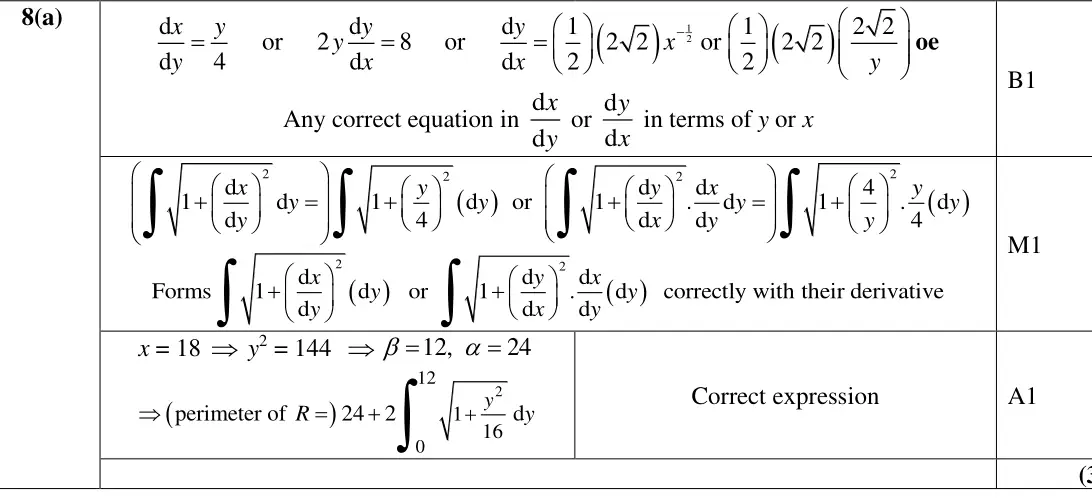 8(a)
dx/dy = y/4 or 2y dy/dx = 8 or dy/dx = (1/2)(2√2)x^(−1/2) or (1/2)(2√2)(2√2/y) oe
Any correct equation in dx/dy or dy/dx in terms of y or x
B1
(∫√(1+(dx/dy)²) dy =) ∫√(1+(y/4)²) (dy) or (∫√(1+(dy/dx)²) . dx/dy dy =) ∫√(1+(4/y)²) . y/4 (dy)
Forms ∫√(1+(dx/dy)²) (dy) or ∫√(1+(dy/dx)²) . dx/dy (dy) correctly with their derivative
M1
x = 18 ⇒ y² = 144 ⇒ β = 12, α = 24
⇒ (perimeter of R =) 24 + 2 ∫₀¹² √(1 + y²/16) dy
Correct expression
A1
(3